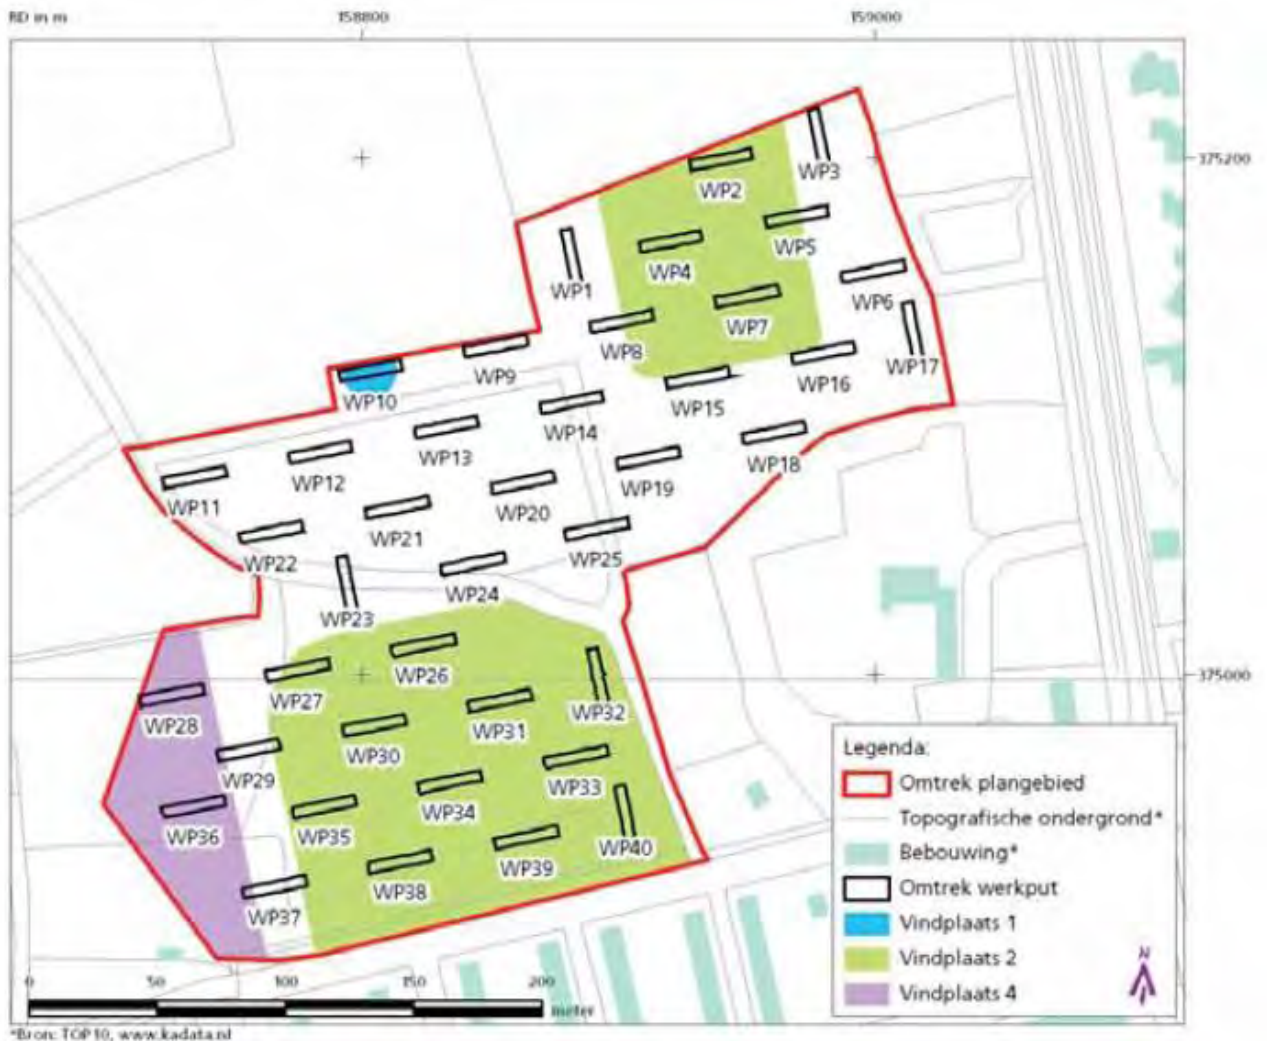 RD in m
158800
159000
375200
WP3
WP2
WP5
WP4
WP1
WP6
WP7
WP8
WP17
WP9
WP16
WP10
WP15
WP14
WP13
WP18
WP12
WP19
WP11
WP20
WP21
WP25
WP22
WP24
WP23
WP26
375000
WP27
WP32
WP28
WP31
WP30
WP29
WP33
WP34
WP36
WP35
WP40
WP39
WP38
WP37
Legenda:
Omtrek plangebied
Topografische ondergrond*
Bebouwing*
Omtrek werkput
Vindplaats 1
Vindplaats 2
Vindplaats 4
N
0 50 100 150 200
meter
*Bron: TOP10, www.kadata.nl